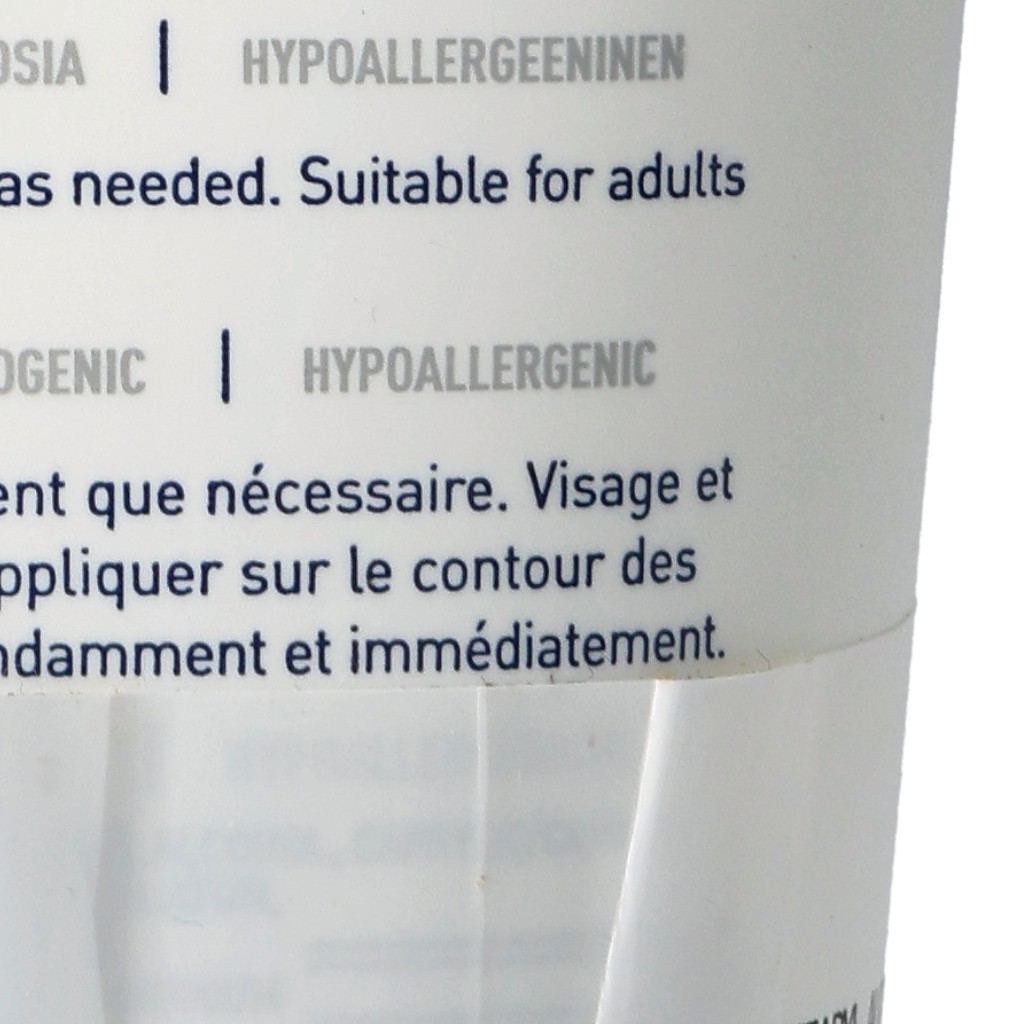 OSIA | HYPOALLERGEENINEN
as needed. Suitable for adults
OGENIC | HYPOALLERGENIC
ent que nécessaire. Visage et
ppliquer sur le contour des
ndamment et immédiatement.